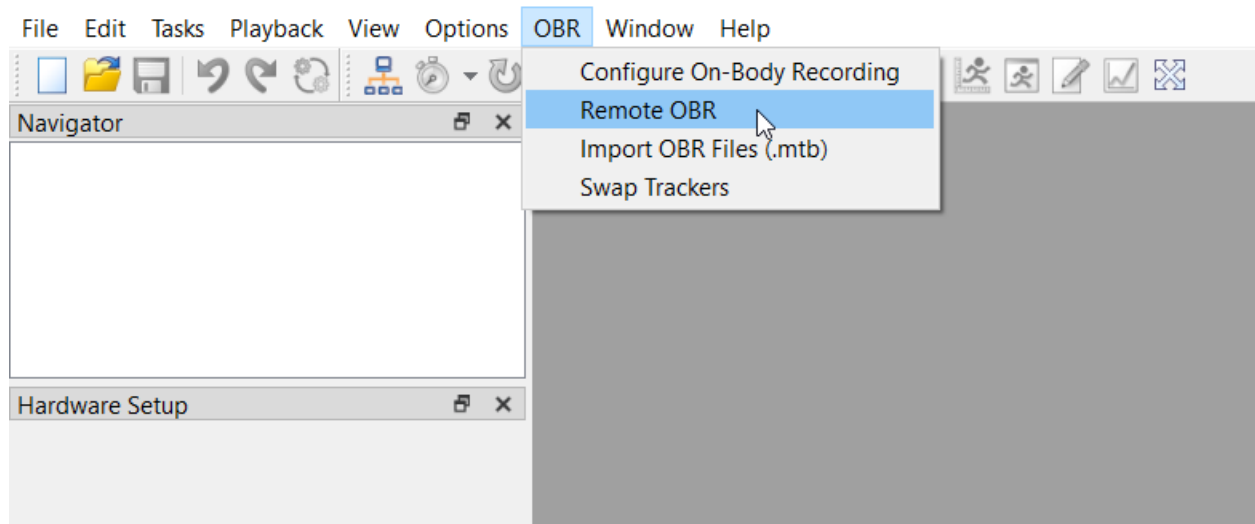 File Edit Tasks Playback View Options OBR Window Help
Configure On-Body Recording
Remote OBR
Import OBR Files (.mtb)
Swap Trackers
Navigator
Hardware Setup